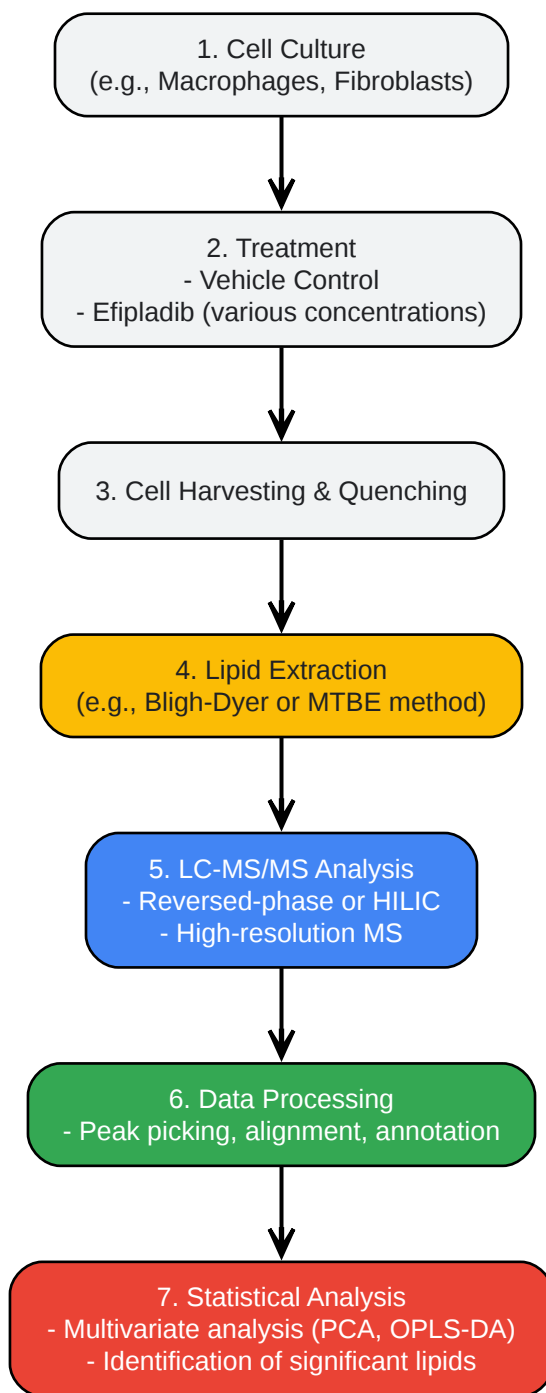 1. Cell Culture
(e.g., Macrophages, Fibroblasts)
2. Treatment
- Vehicle Control
- Efipladib (various concentrations)
3. Cell Harvesting & Quenching
4. Lipid Extraction
(e.g., Bligh-Dyer or MTBE method)
5. LC-MS/MS Analysis
- Reversed-phase or HILIC
- High-resolution MS
6. Data Processing
- Peak picking, alignment, annotation
7. Statistical Analysis
- Multivariate analysis (PCA, OPLS-DA)
- Identification of significant lipids